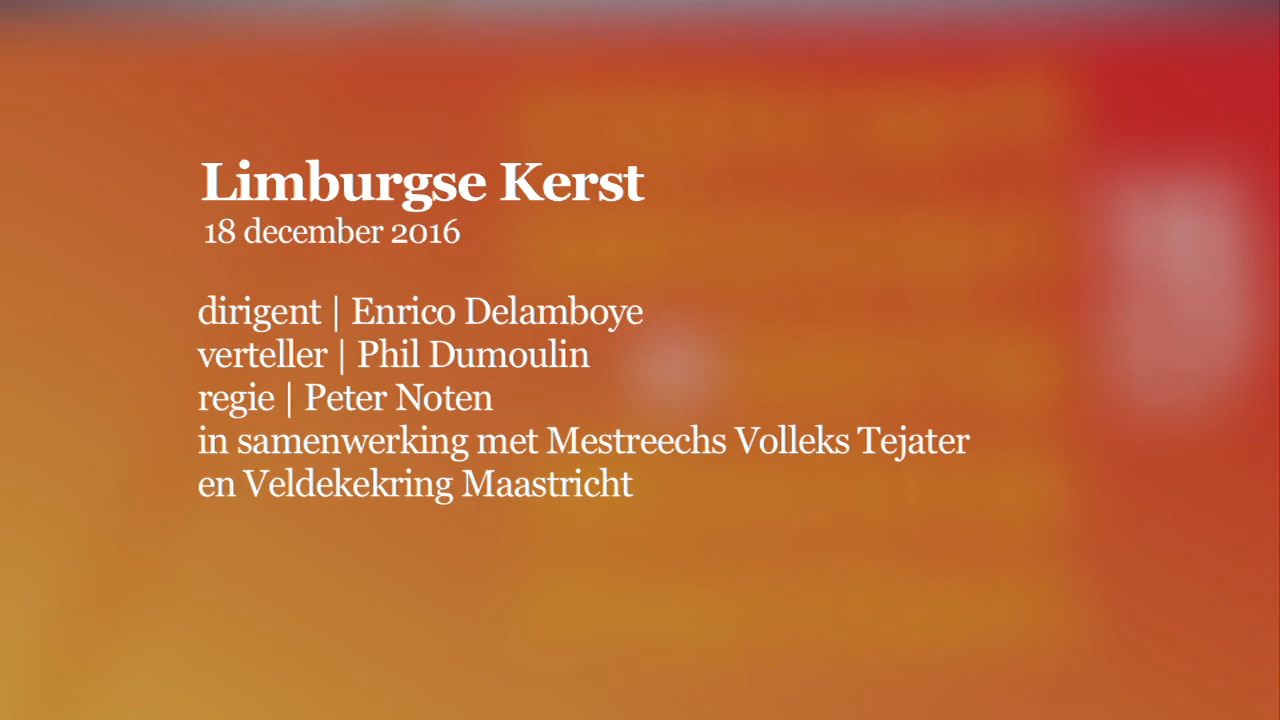 Limburgse Kerst
18 december 2016
dirigent | Enrico Delamboye
verteller | Phil Dumoulin
regie | Peter Noten
in samenwerking met Mestreechs Volleks Tejater
en Veldekekring Maastricht